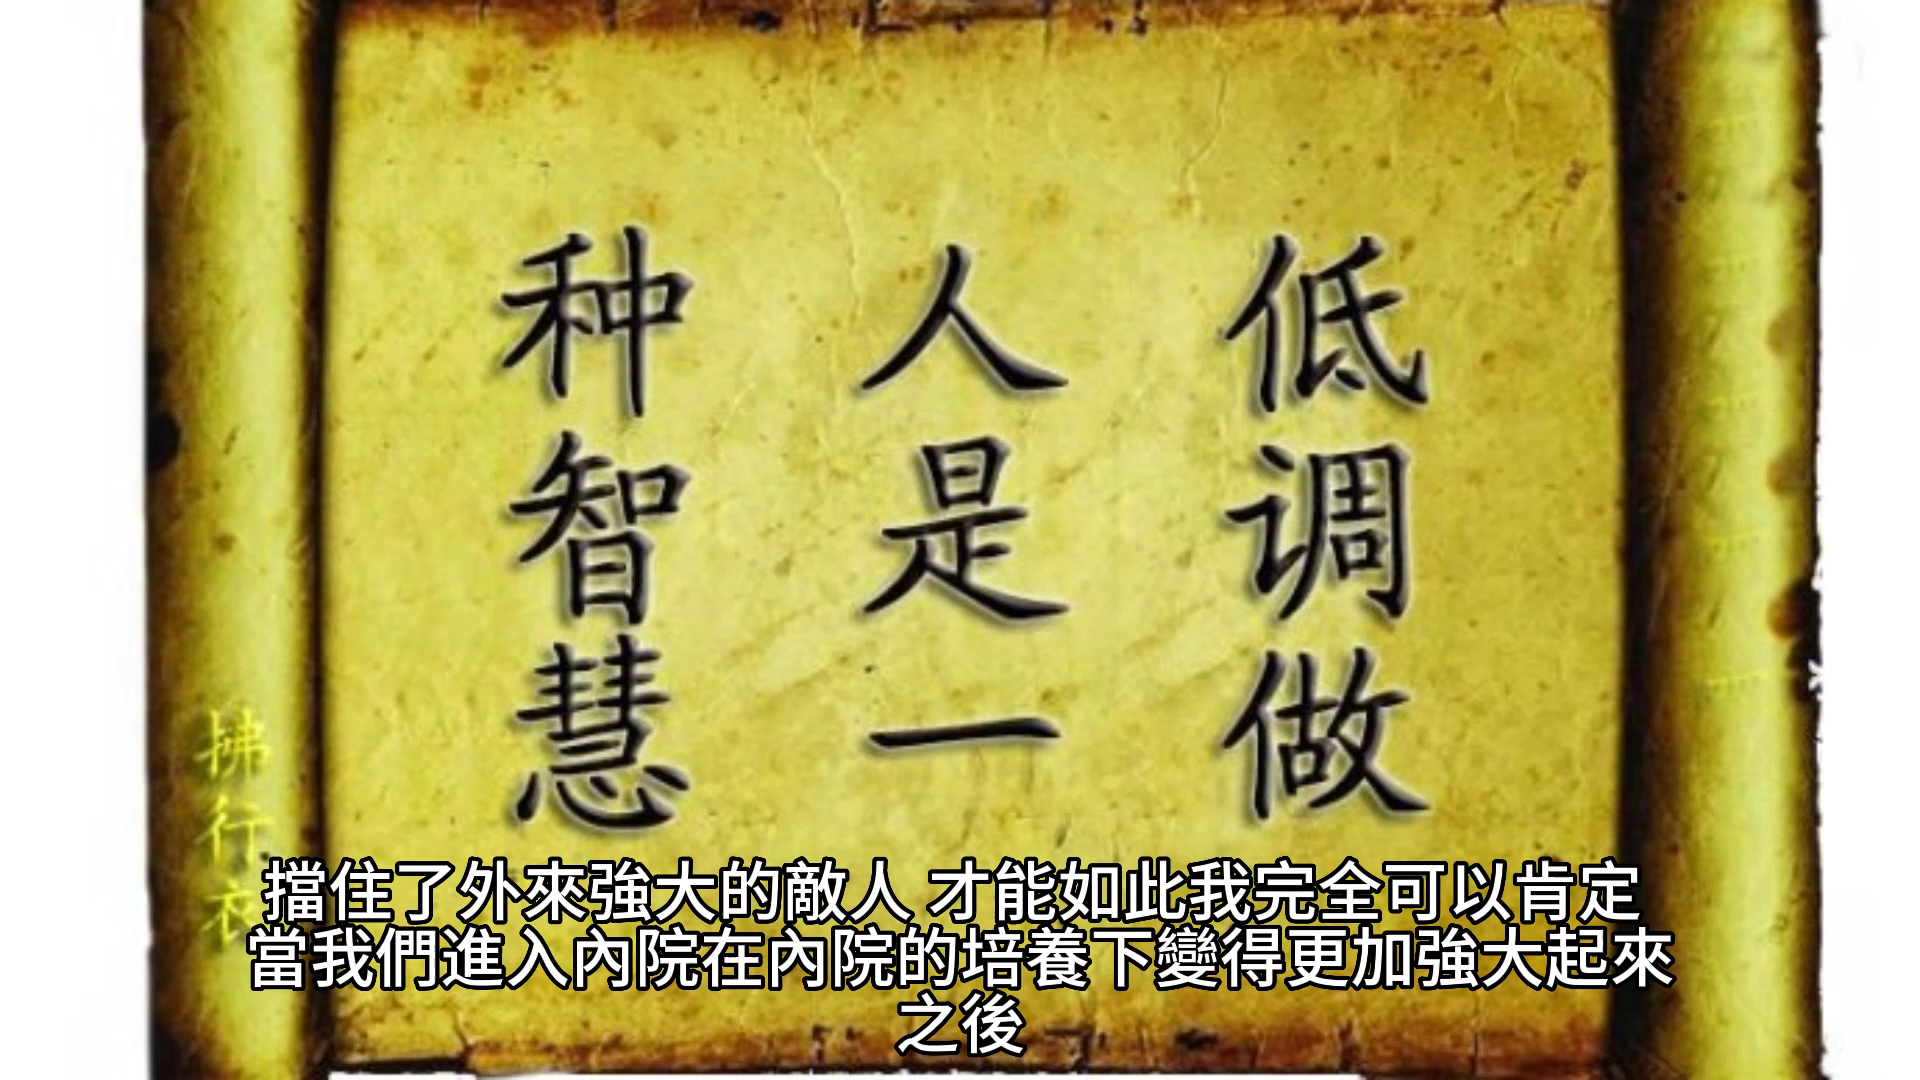 低调做
人是一
种智慧
拂行衣
擋住了外來強大的敵人 才能如此我完全可以肯定
當我們進入內院在內院的培養下變得更加強大起來
之後